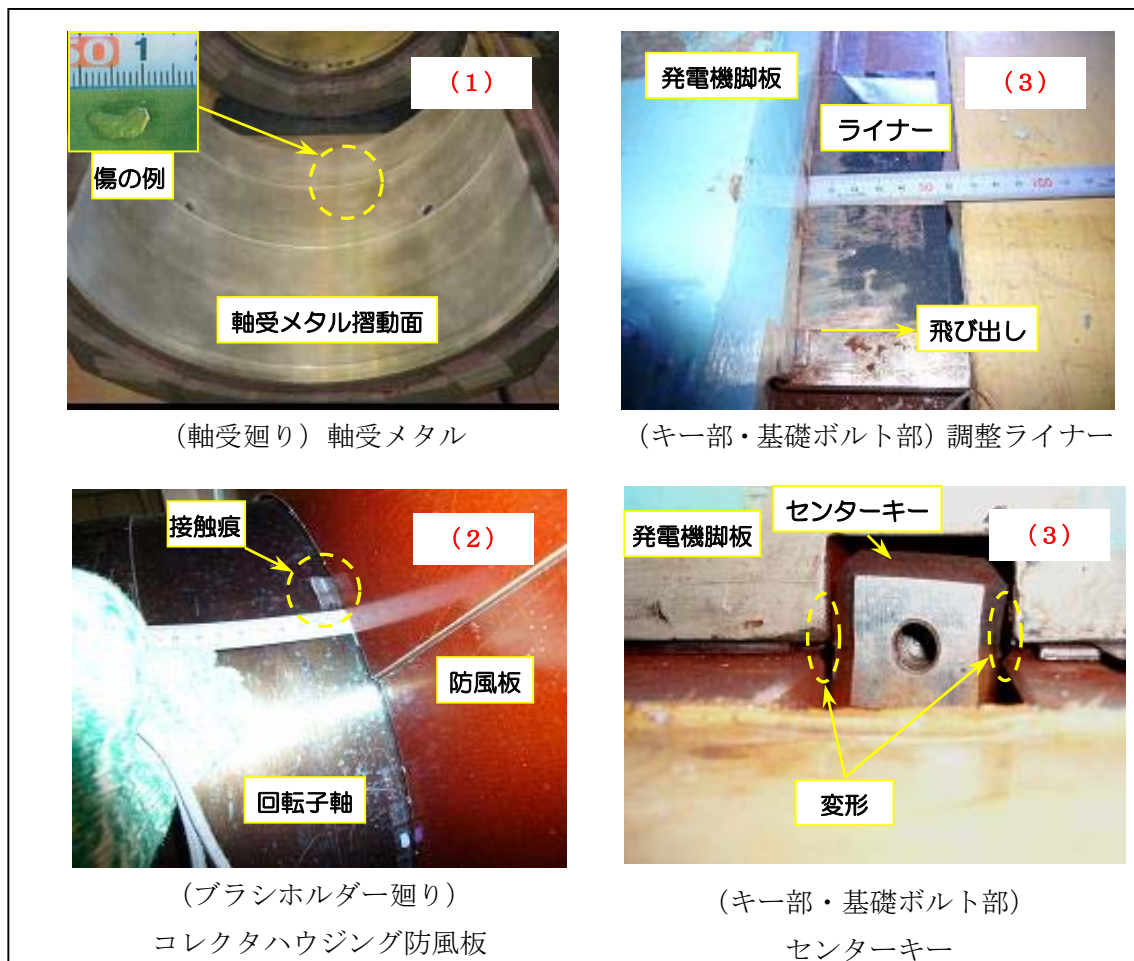 50 1 2
(1)
傷の例
軸受メタル摺動面
(軸受廻り) 軸受メタル
発電機脚板
(3)
ライナー
50 100
飛び出し
(キー部・基礎ボルト部) 調整ライナー
接触痕
(2)
防風板
回転子軸
(ブラシホルダー廻り)
コレクタハウジング防風板
センターキー
発電機脚板
(3)
変形
(キー部・基礎ボルト部)
センターキー